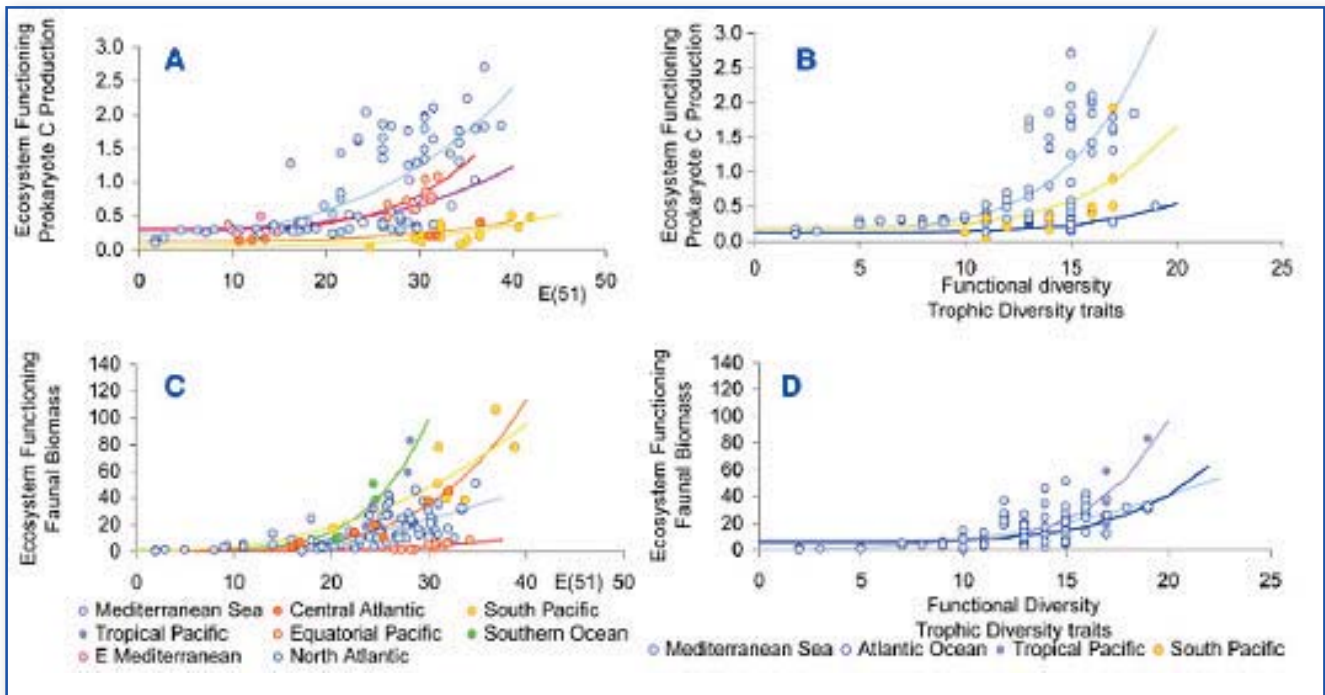 Ecosystem Functioning
Prokaryote C Production
A
3.0
2.5
2.0
1.5
1.0
0.5
0.0
0 10 20 30 40 50
E(51)
Ecosystem Functioning
Prokaryote C Production
B
3.0
2.5
2.0
1.5
1.0
0.5
0.0
0 5 10 15 20 25
Functional diversity
Trophic Diversity traits
Ecosystem Functioning
Faunal Biomass
C
140
120
100
80
60
40
20
0
0 10 20 30 40 50
E(51)
Mediterranean Sea Central Atlantic South Pacific
Tropical Pacific Equatorial Pacific Southern Ocean
E Mediterranean North Atlantic
Ecosystem Functioning
Faunal Biomass
D
140
120
100
80
60
40
20
0
0 5 10 15 20 25
Functional Diversity
Trophic Diversity traits
Mediterranean Sea Atlantic Ocean Tropical Pacific South Pacific